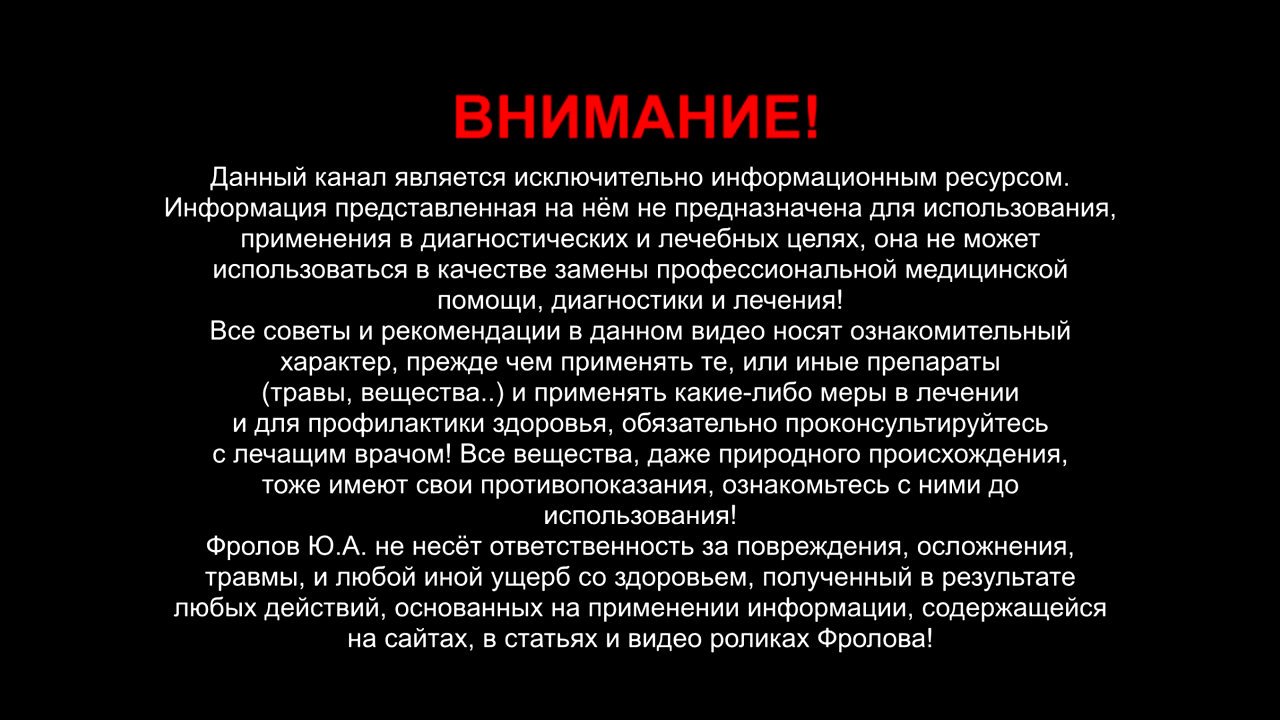 ВНИМАНИЕ!
Данный канал является исключительно информационным ресурсом.
Информация представленная на нём не предназначена для использования,
применения в диагностических и лечебных целях, она не может
использоваться в качестве замены профессиональной медицинской
помощи, диагностики и лечения!
Все советы и рекомендации в данном видео носят ознакомительный
характер, прежде чем применять те, или иные препараты
(травы, вещества..) и применять какие-либо меры в лечении
и для профилактики здоровья, обязательно проконсультируйтесь
с лечащим врачом! Все вещества, даже природного происхождения,
тоже имеют свои противопоказания, ознакомьтесь с ними до
использования!
Фролов Ю.А. не несёт ответственность за повреждения, осложнения,
травмы, и любой иной ущерб со здоровьем, полученный в результате
любых действий, основанных на применении информации, содержащейся
на сайтах, в статьях и видео роликах Фролова!